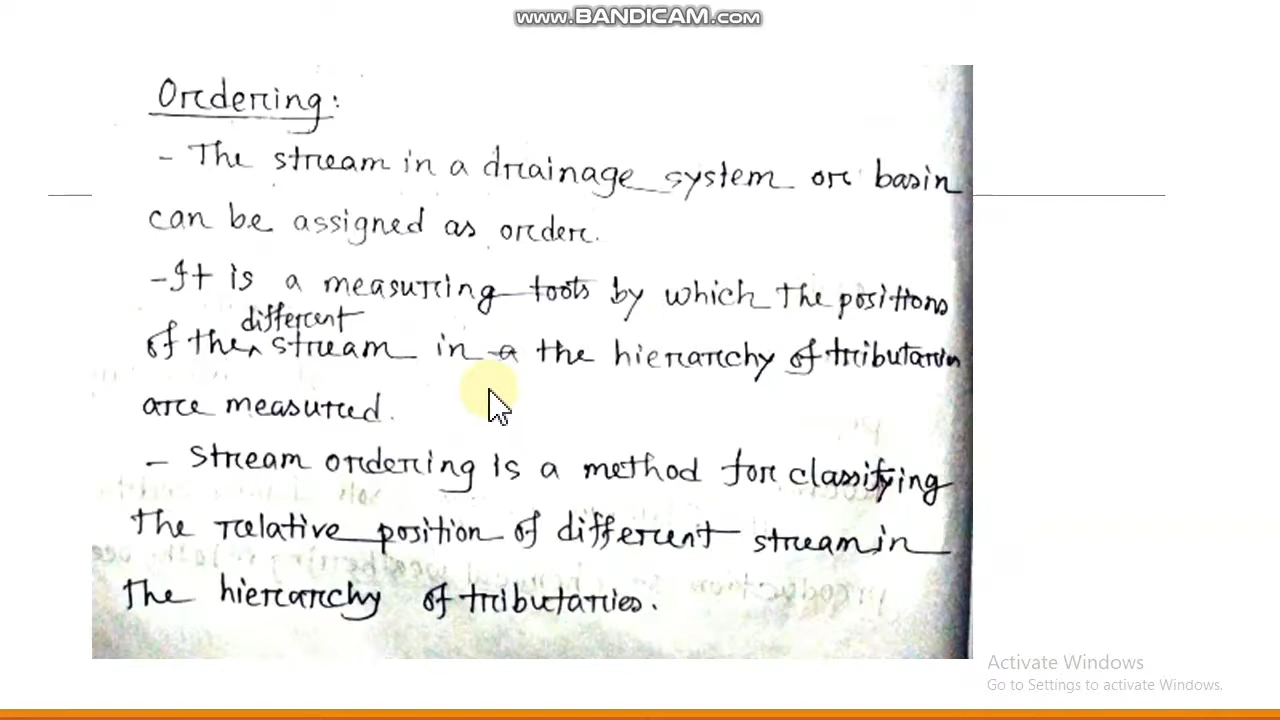 www.BANDICAM.com
Ordering:
- The stream in a drainage system or basin
can be assigned as order.
- It is a measuring tools by which the positions
different
of the ^ stream in a the hierarchy of tributaries
are measured.
- Stream ordering is a method for classifying
the relative position of different stream in
the hierarchy of tributaries.
Activate Windows
Go to Settings to activate Windows.